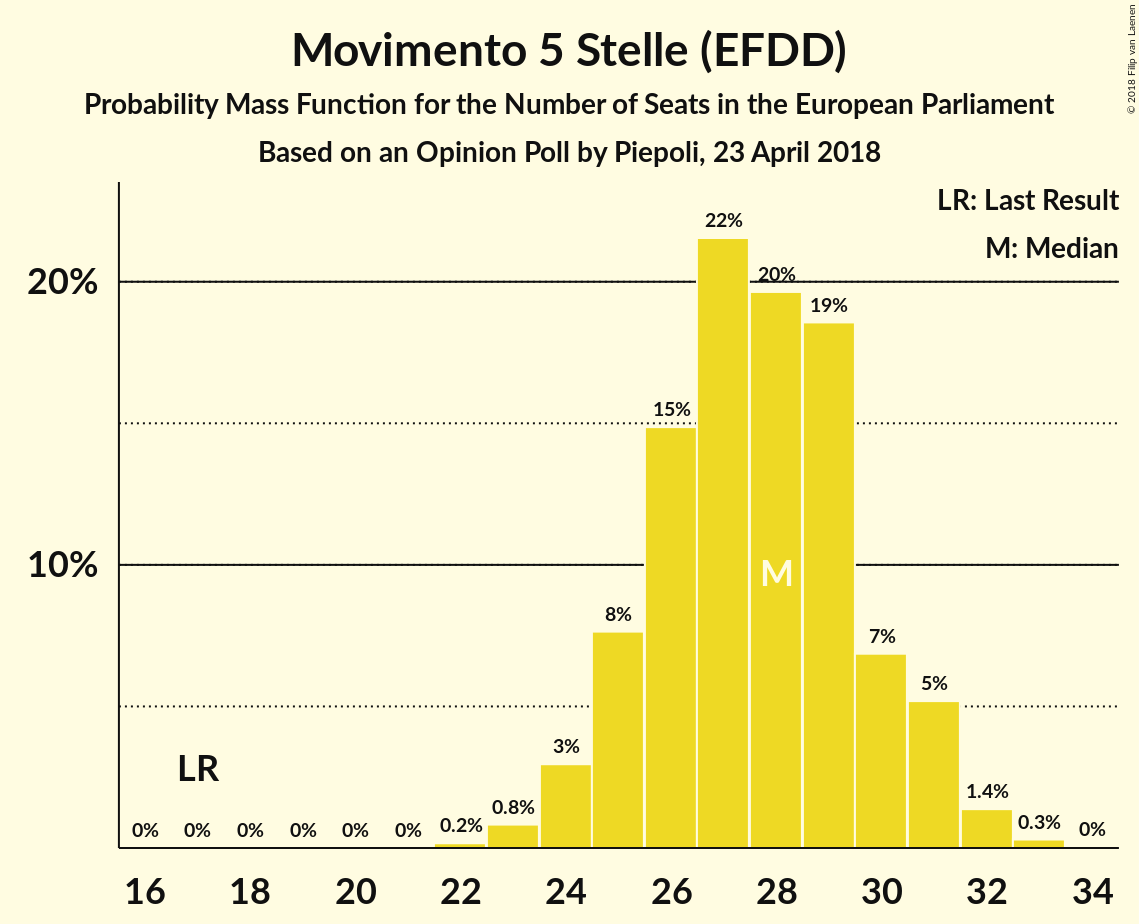 Movimento 5 Stelle (EFDD)
Probability Mass Function for the Number of Seats in the European Parliament
Based on an Opinion Poll by Piepoli, 23 April 2018
© 2018 Filip van Laenen
LR: Last Result
M: Median
20%
10%
0% 0% 0% 0% 0% 0% 0.2% 0.8% 3% 8% 15% 22% 20% 19% 7% 5% 1.4% 0.3% 0%
LR
M
16 18 20 22 24 26 28 30 32 34